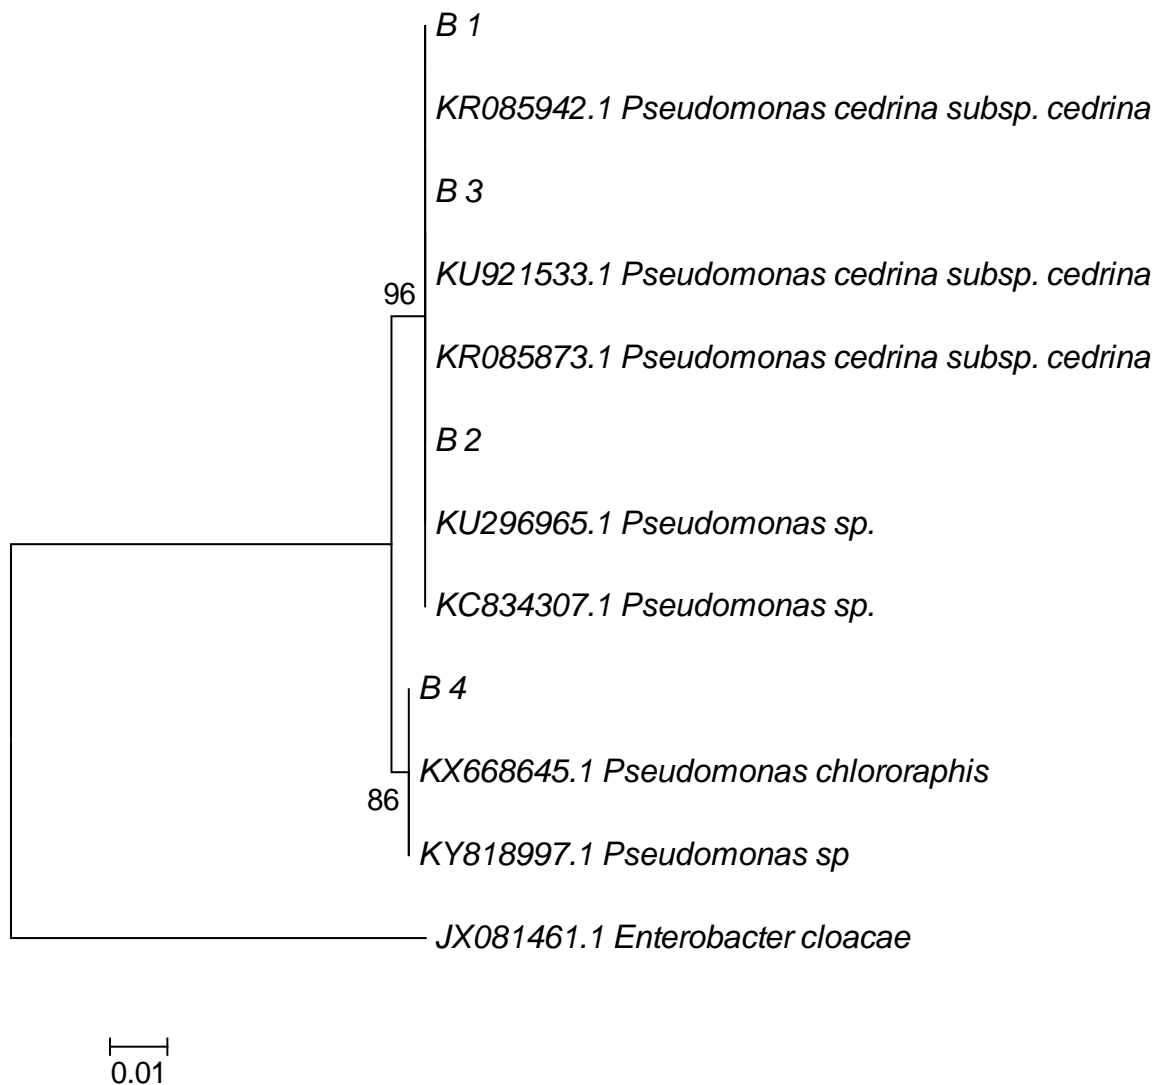 B 1
KR085942.1 Pseudomonas cedrina subsp. cedrina
B 3
KU921533.1 Pseudomonas cedrina subsp. cedrina
96
KR085873.1 Pseudomonas cedrina subsp. cedrina
B 2
KU296965.1 Pseudomonas sp.
KC834307.1 Pseudomonas sp.
B 4
KX668645.1 Pseudomonas chlororaphis
86
KY818997.1 Pseudomonas sp
JX081461.1 Enterobacter cloacae
0.01